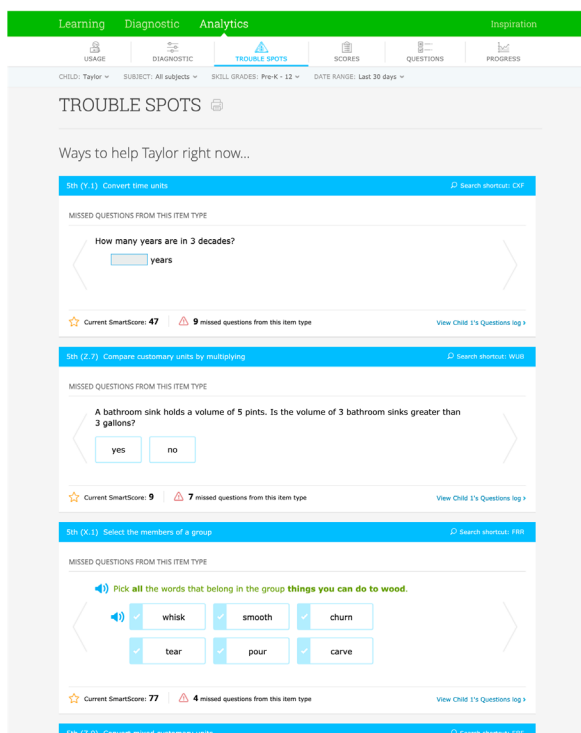 Learning Diagnostic Analytics Inspiration
USAGE DIAGNOSTIC TROUBLE SPOTS SCORES QUESTIONS PROGRESS
CHILD: Taylor SUBJECT: All subjects SKILL GRADES: Pre-K - 12 DATE RANGE: Last 30 days
TROUBLE SPOTS
Ways to help Taylor right now...
5th (Y.1) Convert time units Search shortcut: CXF
MISSED QUESTIONS FROM THIS ITEM TYPE
How many years are in 3 decades?
years
Current SmartScore: 47 9 missed questions from this item type View Child 1's Questions log
5th (Z.7) Compare customary units by multiplying Search shortcut: WUB
MISSED QUESTIONS FROM THIS ITEM TYPE
A bathroom sink holds a volume of 5 pints. Is the volume of 3 bathroom sinks greater than
3 gallons?
yes no
Current SmartScore: 9 7 missed questions from this item type View Child 1's Questions log
5th (X.1) Select the members of a group Search shortcut: FRR
MISSED QUESTIONS FROM THIS ITEM TYPE
Pick all the words that belong in the group things you can do to wood.
whisk smooth churn
tear pour carve
Current SmartScore: 77 4 missed questions from this item type View Child 1's Questions log